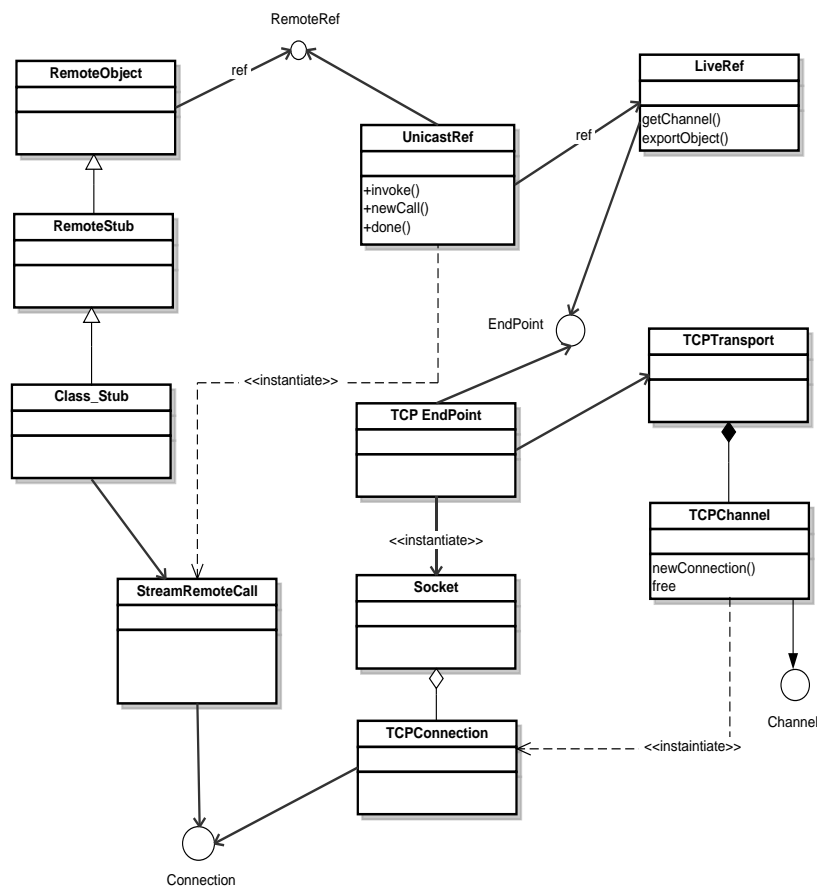 RemoteRef
RemoteObject
ref
LiveRef
getChannel()
exportObject()
UnicastRef
ref
+invoke()
+newCall()
+done()
RemoteStub
EndPoint
TCPTransport
<<instantiate>>
Class_Stub
TCP EndPoint
TCPChannel
<<instantiate>>
newConnection()
free
StreamRemoteCall
Socket
Channel
TCPConnection
<<instaintiate>>
Connection